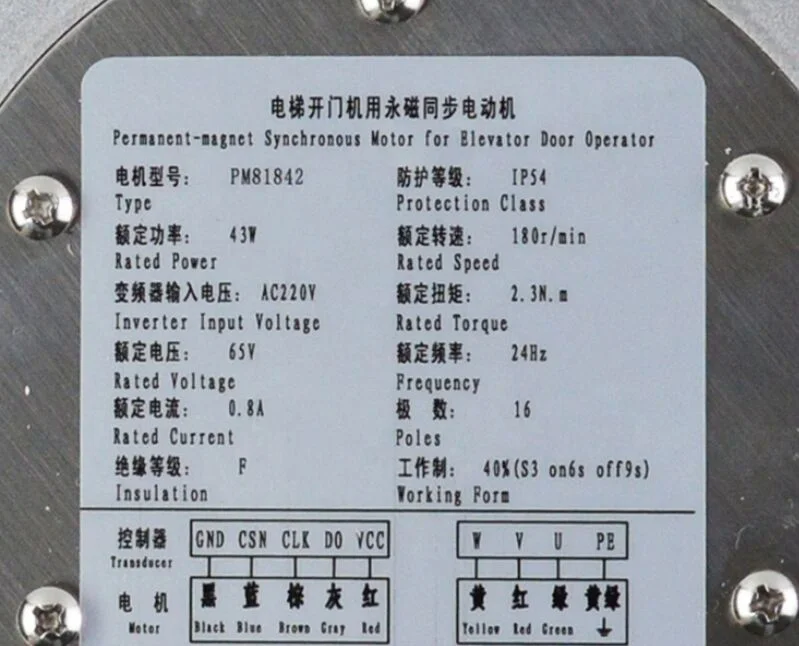 电梯开门机用永磁同步电动机
Permanent-magnet Synchronous Motor for Elevator Door Operator
电机型号: PM81842 防护等级: IP54
Type Protection Class
额定功率: 43W 额定转速: 180r/min
Rated Power Rated Speed
变频器输入电压: AC220V 额定扭矩: 2.3N.m
Inverter Input Voltage Rated Torque
额定电压: 65V 额定频率: 24Hz
Rated Voltage Frequency
额定电流: 0.8A 极 数: 16
Rated Current Poles
绝缘等级: F 工作制: 40%(S3 on6s off9s)
Insulation Working Form
控制器 GND CSN CLK DO VCC W V U PE
Transducer
电 机 黑 蓝 棕 灰 红 黄 红 绿 黄绿
Motor Black Blue Brown Gray Red Yellow Red Green ⏚